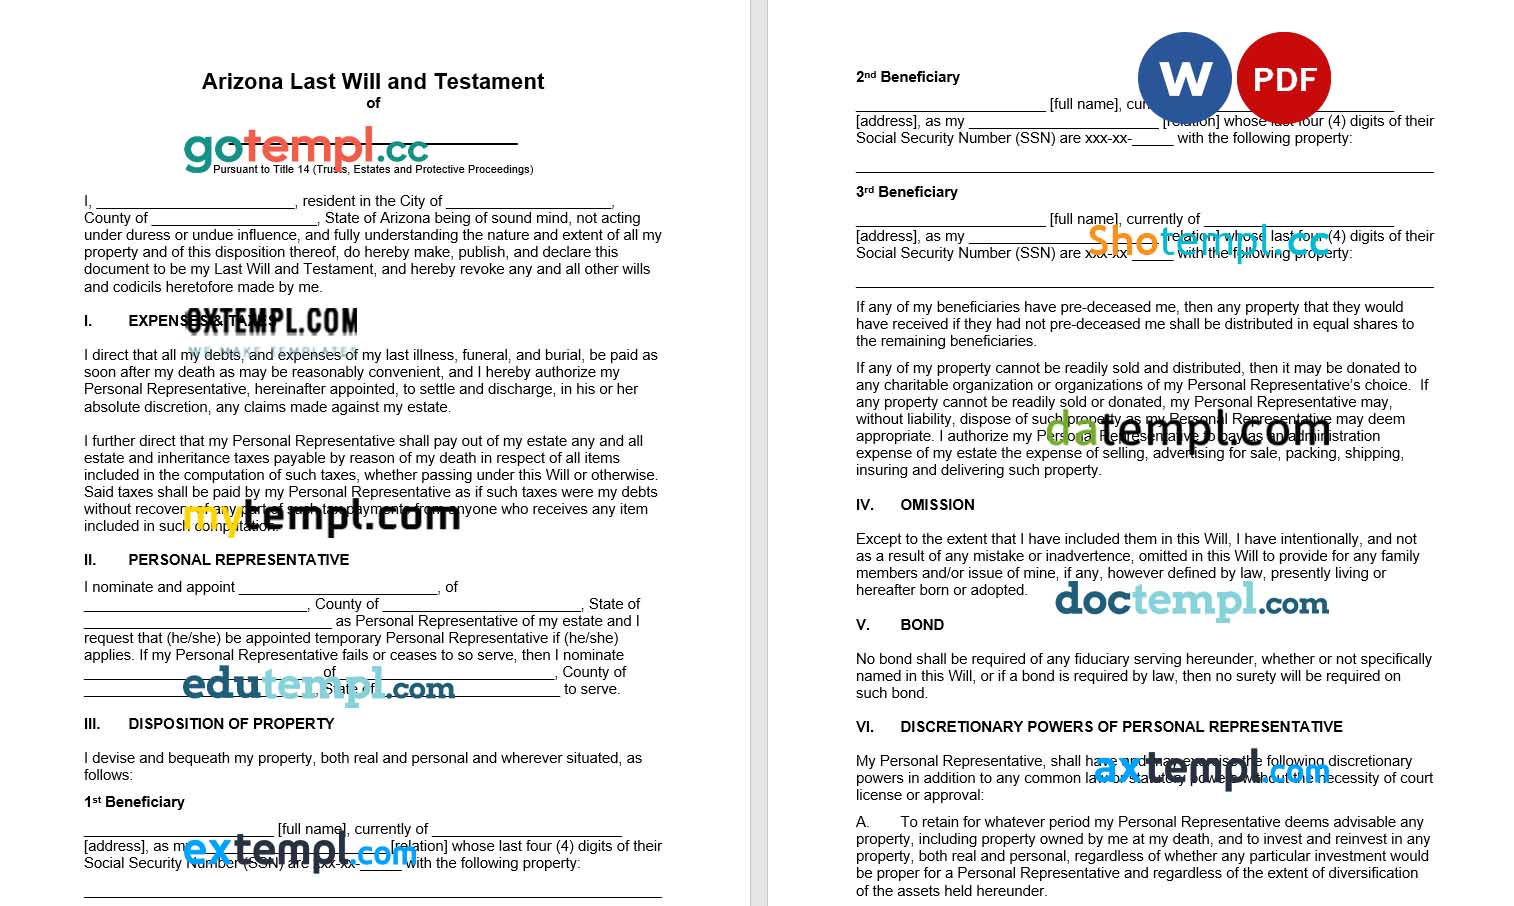 Arizona Last Will and Testament
of
gotempl.cc
Pursuant to Title 14 (Trusts, Estates and Protective Proceedings)
I, ________________________, resident in the City of ____________________,
County of ____________________, State of Arizona being of sound mind, not acting
under duress or undue influence, and fully understanding the nature and extent of all my
property and of this disposition thereof, do hereby make, publish, and declare this
document to be my Last Will and Testament, and hereby revoke any and all other wills
and codicils heretofore made by me.
I. EXPENSES & TAXES
OXTEMPL.COM
WE MAKE TEMPLATES
I direct that all my debts, and expenses of my last illness, funeral, and burial, be paid as
soon after my death as may be reasonably convenient, and I hereby authorize my
Personal Representative, hereinafter appointed, to settle and discharge, in his or her
absolute discretion, any claims made against my estate.
I further direct that my Personal Representative shall pay out of my estate any and all
estate and inheritance taxes payable by reason of my death in respect of all items
included in the computation of such taxes, whether passing under this Will or otherwise.
Said taxes shall be paid by my Personal Representative as if such taxes were my debts
without recovery of any part of such tax payments from anyone who receives any item
included in such computation.
mytempl.com
II. PERSONAL REPRESENTATIVE
I nominate and appoint ________________________, of
___________________________, County of ________________________, State of
______________________________ as Personal Representative of my estate and I
request that (he/she) be appointed temporary Personal Representative if (he/she)
applies. If my Personal Representative fails or ceases to so serve, then I nominate
____________________________ of __________________________, County of
____________________________, State of ______________________ to serve.
edutempl.com
III. DISPOSITION OF PROPERTY
I devise and bequeath my property, both real and personal and wherever situated, as
follows:
1st Beneficiary
_______________________ [full name], currently of _______________________
[address], as my _______________________ [relation] whose last four (4) digits of their
Social Security Number (SSN) are xxx-xx-_____ with the following property:
extempl.com
W PDF
2nd Beneficiary
_______________________ [full name], currently of _______________________
[address], as my _______________________ [relation] whose last four (4) digits of their
Social Security Number (SSN) are xxx-xx-_____ with the following property:
3rd Beneficiary
_______________________ [full name], currently of _______________________
[address], as my _______________________ [relation] whose last four (4) digits of their
Social Security Number (SSN) are xxx-xx-_____ with the following property:
Shotempl.cc
If any of my beneficiaries have pre-deceased me, then any property that they would
have received if they had not pre-deceased me shall be distributed in equal shares to
the remaining beneficiaries.
If any of my property cannot be readily sold and distributed, then it may be donated to
any charitable organization or organizations of my Personal Representative’s choice. If
any property cannot be readily sold or donated, my Personal Representative may,
without liability, dispose of such property as my Personal Representative may deem
appropriate. I authorize my Personal Representative to pay as an administration
expense of my estate the expense of selling, advertising for sale, packing, shipping,
insuring and delivering such property.
datempl.com
IV. OMISSION
Except to the extent that I have included them in this Will, I have intentionally, and not
as a result of any mistake or inadvertence, omitted in this Will to provide for any family
members and/or issue of mine, if any, however defined by law, presently living or
hereafter born or adopted.
doctempl.com
V. BOND
No bond shall be required of any fiduciary serving hereunder, whether or not specifically
named in this Will, or if a bond is required by law, then no surety will be required on
such bond.
VI. DISCRETIONARY POWERS OF PERSONAL REPRESENTATIVE
My Personal Representative, shall have and may exercise the following discretionary
powers in addition to any common law or statutory powers without the necessity of court
license or approval:
axtempl.com
A. To retain for whatever period my Personal Representative deems advisable any
property, including property owned by me at my death, and to invest and reinvest in any
property, both real and personal, regardless of whether any particular investment would
be proper for a Personal Representative and regardless of the extent of diversification
of the assets held hereunder.